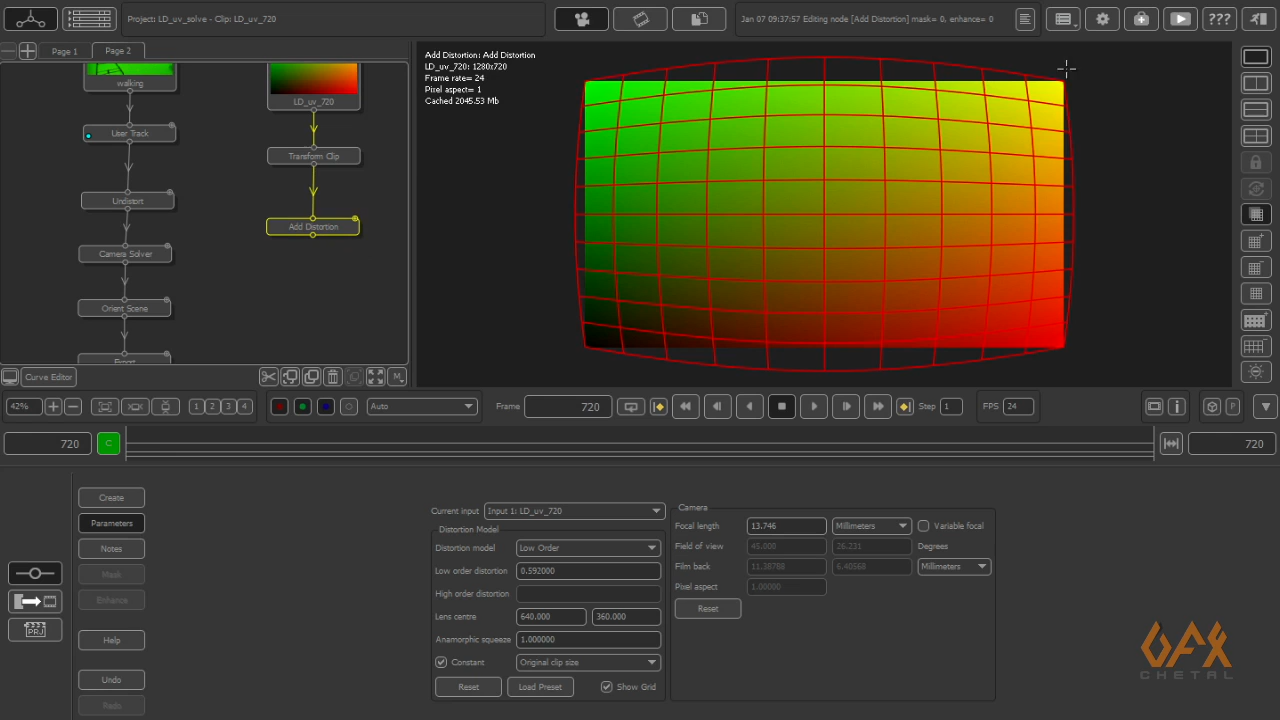 Project: LD_uv_solve - Clip: LD_uv_720
Jan 07 09:37:57 Editing node [Add Distortion] mask= 0, enhance= 0
???
Page 1
Page 2
Add Distortion: Add Distortion
LD_uv_720: 1280x720
Frame rate= 24
Pixel aspect= 1
Cached 2045.53 Mb
walking
LD_uv_720
User Track
Transform Clip
Undistort
Add Distortion
Camera Solver
Orient Scene
Export
Curve Editor
M
42%
1
2
3
4
Auto
Frame
720
Step
1
FPS
24
P
720
C
720
Create
Parameters
Notes
Mask
Enhance
Help
Undo
Redo
PRJ
Current input
Input 1: LD_uv_720
Distortion Model
Distortion model
Low Order
Low order distortion
0.592000
High order distortion
Lens centre
640.000
360.000
Anamorphic squeeze
1.000000
Constant
Original clip size
Reset
Load Preset
Show Grid
Camera
Focal length
13.746
Millimeters
Variable focal
Field of view
45.000
26.231
Degrees
Film back
11.38788
6.40568
Millimeters
Pixel aspect
1.00000
Reset
GFX
CHETAL